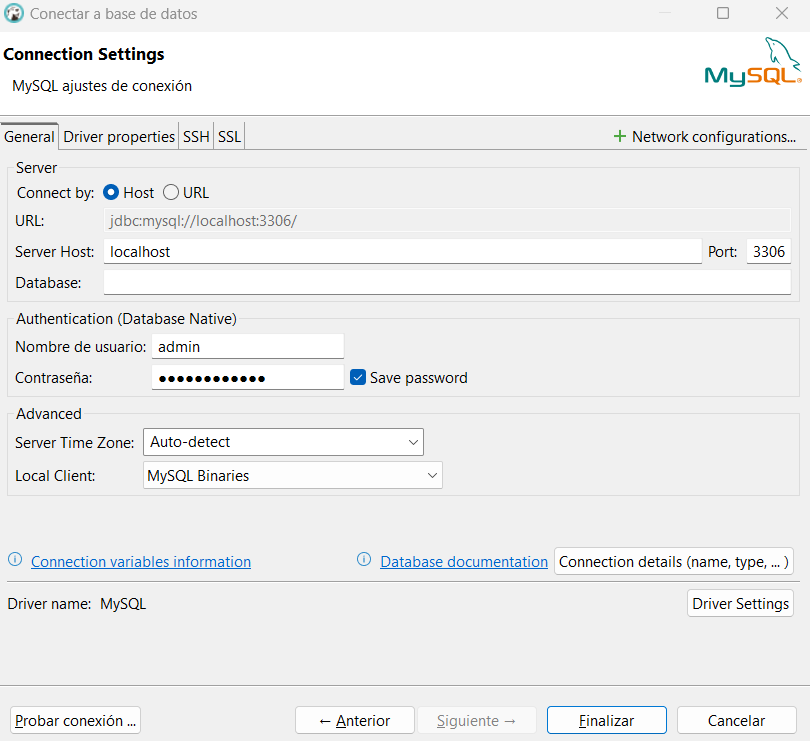 Conectar a base de datos
Connection Settings
MySQL ajustes de conexión
MySQL®
General Driver properties SSH SSL + Network configurations...
Server
Connect by: Host URL
URL: jdbc:mysql://localhost:3306/
Server Host: localhost Port: 3306
Database:
Authentication (Database Native)
Nombre de usuario: admin
Contraseña: ●●●●●●●●●●●● Save password
Advanced
Server Time Zone: Auto-detect
Local Client: MySQL Binaries
Connection variables information Database documentation Connection details (name, type, ... )
Driver name: MySQL Driver Settings
Probar conexión ... ← Anterior Siguiente → Finalizar Cancelar